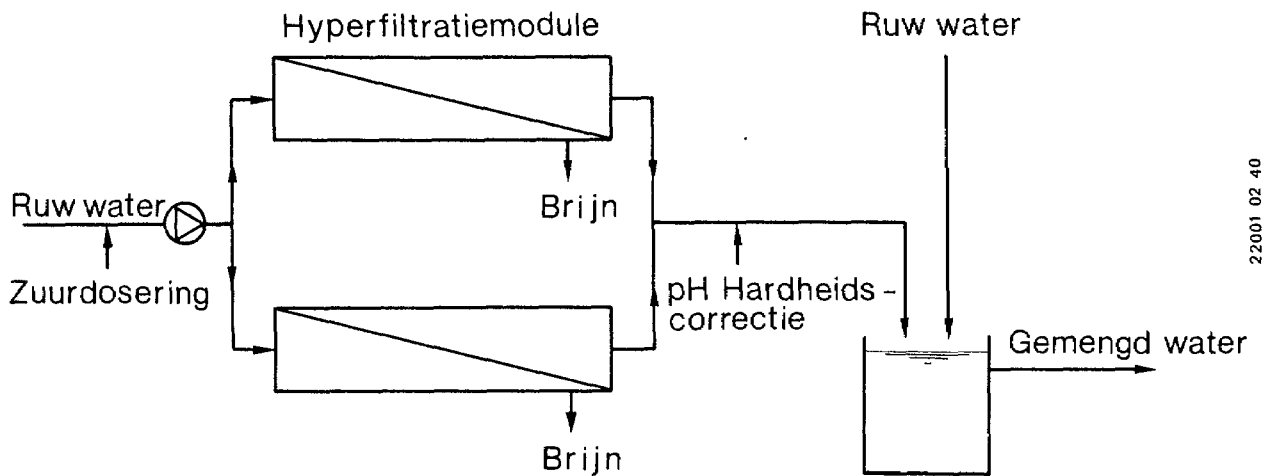 Hyperfiltratiemodule
Ruw water
Brijn
Ruw water
Zuurdosering
pH Hardheids-
correctie
Gemengd water
Brijn
22001 02 40